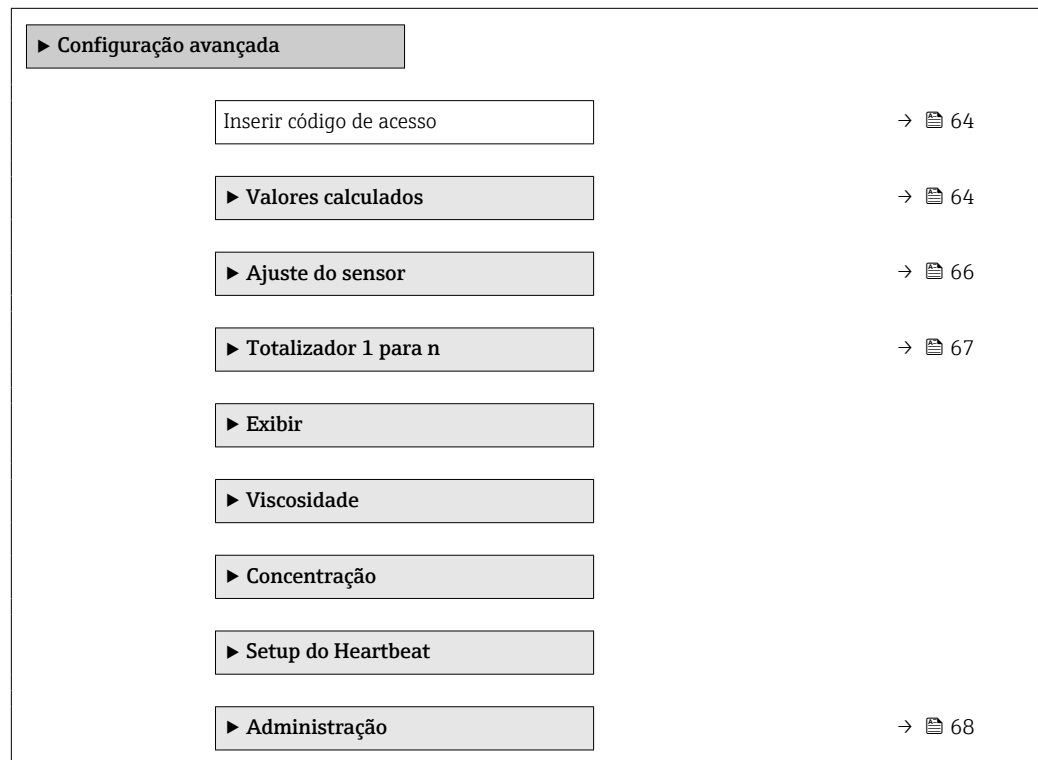 ▶ Configuração avançada
Inserir código de acesso → 64
▶ Valores calculados → 64
▶ Ajuste do sensor → 66
▶ Totalizador 1 para n → 67
▶ Exibir
▶ Viscosidade
▶ Concentração
▶ Setup do Heartbeat
▶ Administração → 68